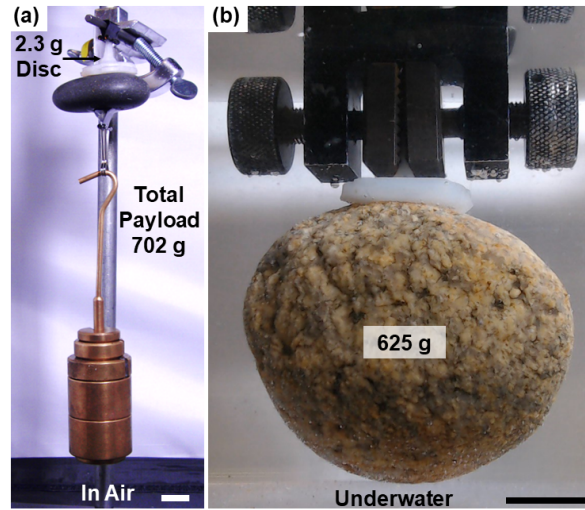 (a)
2.3 g
Disc
Total
Payload
702 g
In Air
(b)
625 g
Underwater